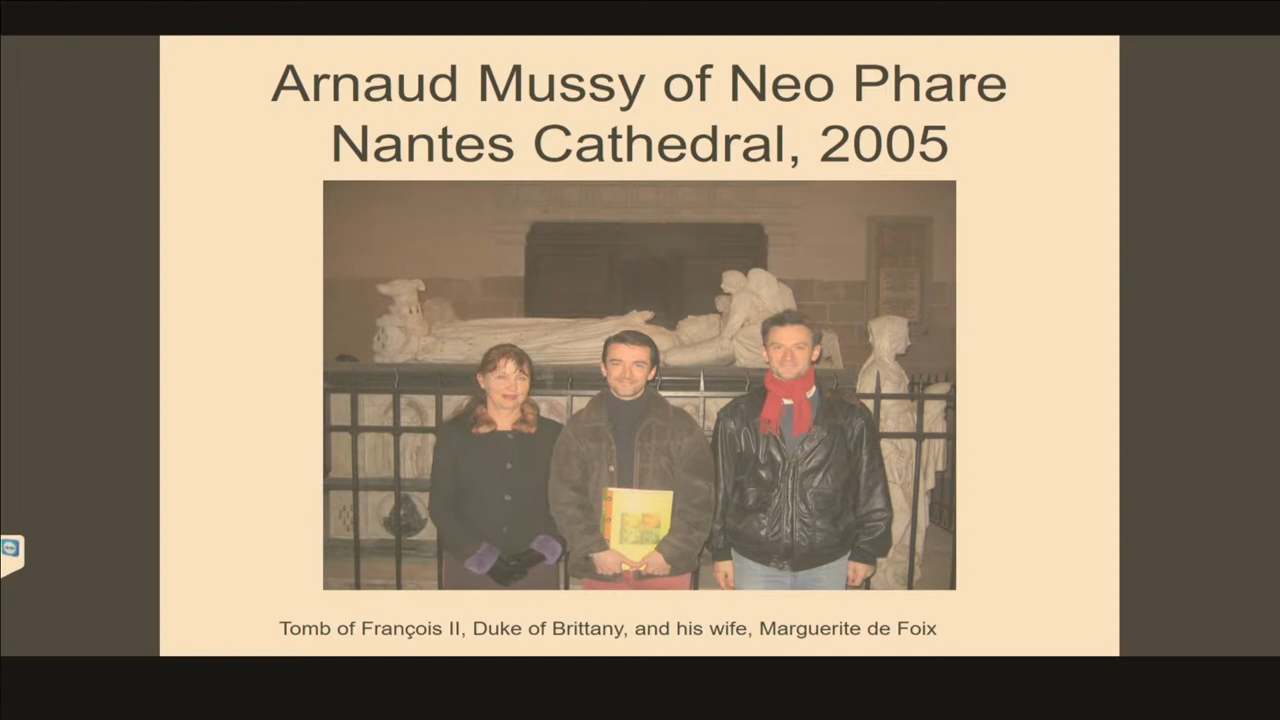 Arnaud Mussy of Neo Phare
Nantes Cathedral, 2005
Tomb of François II, Duke of Brittany, and his wife, Marguerite de Foix